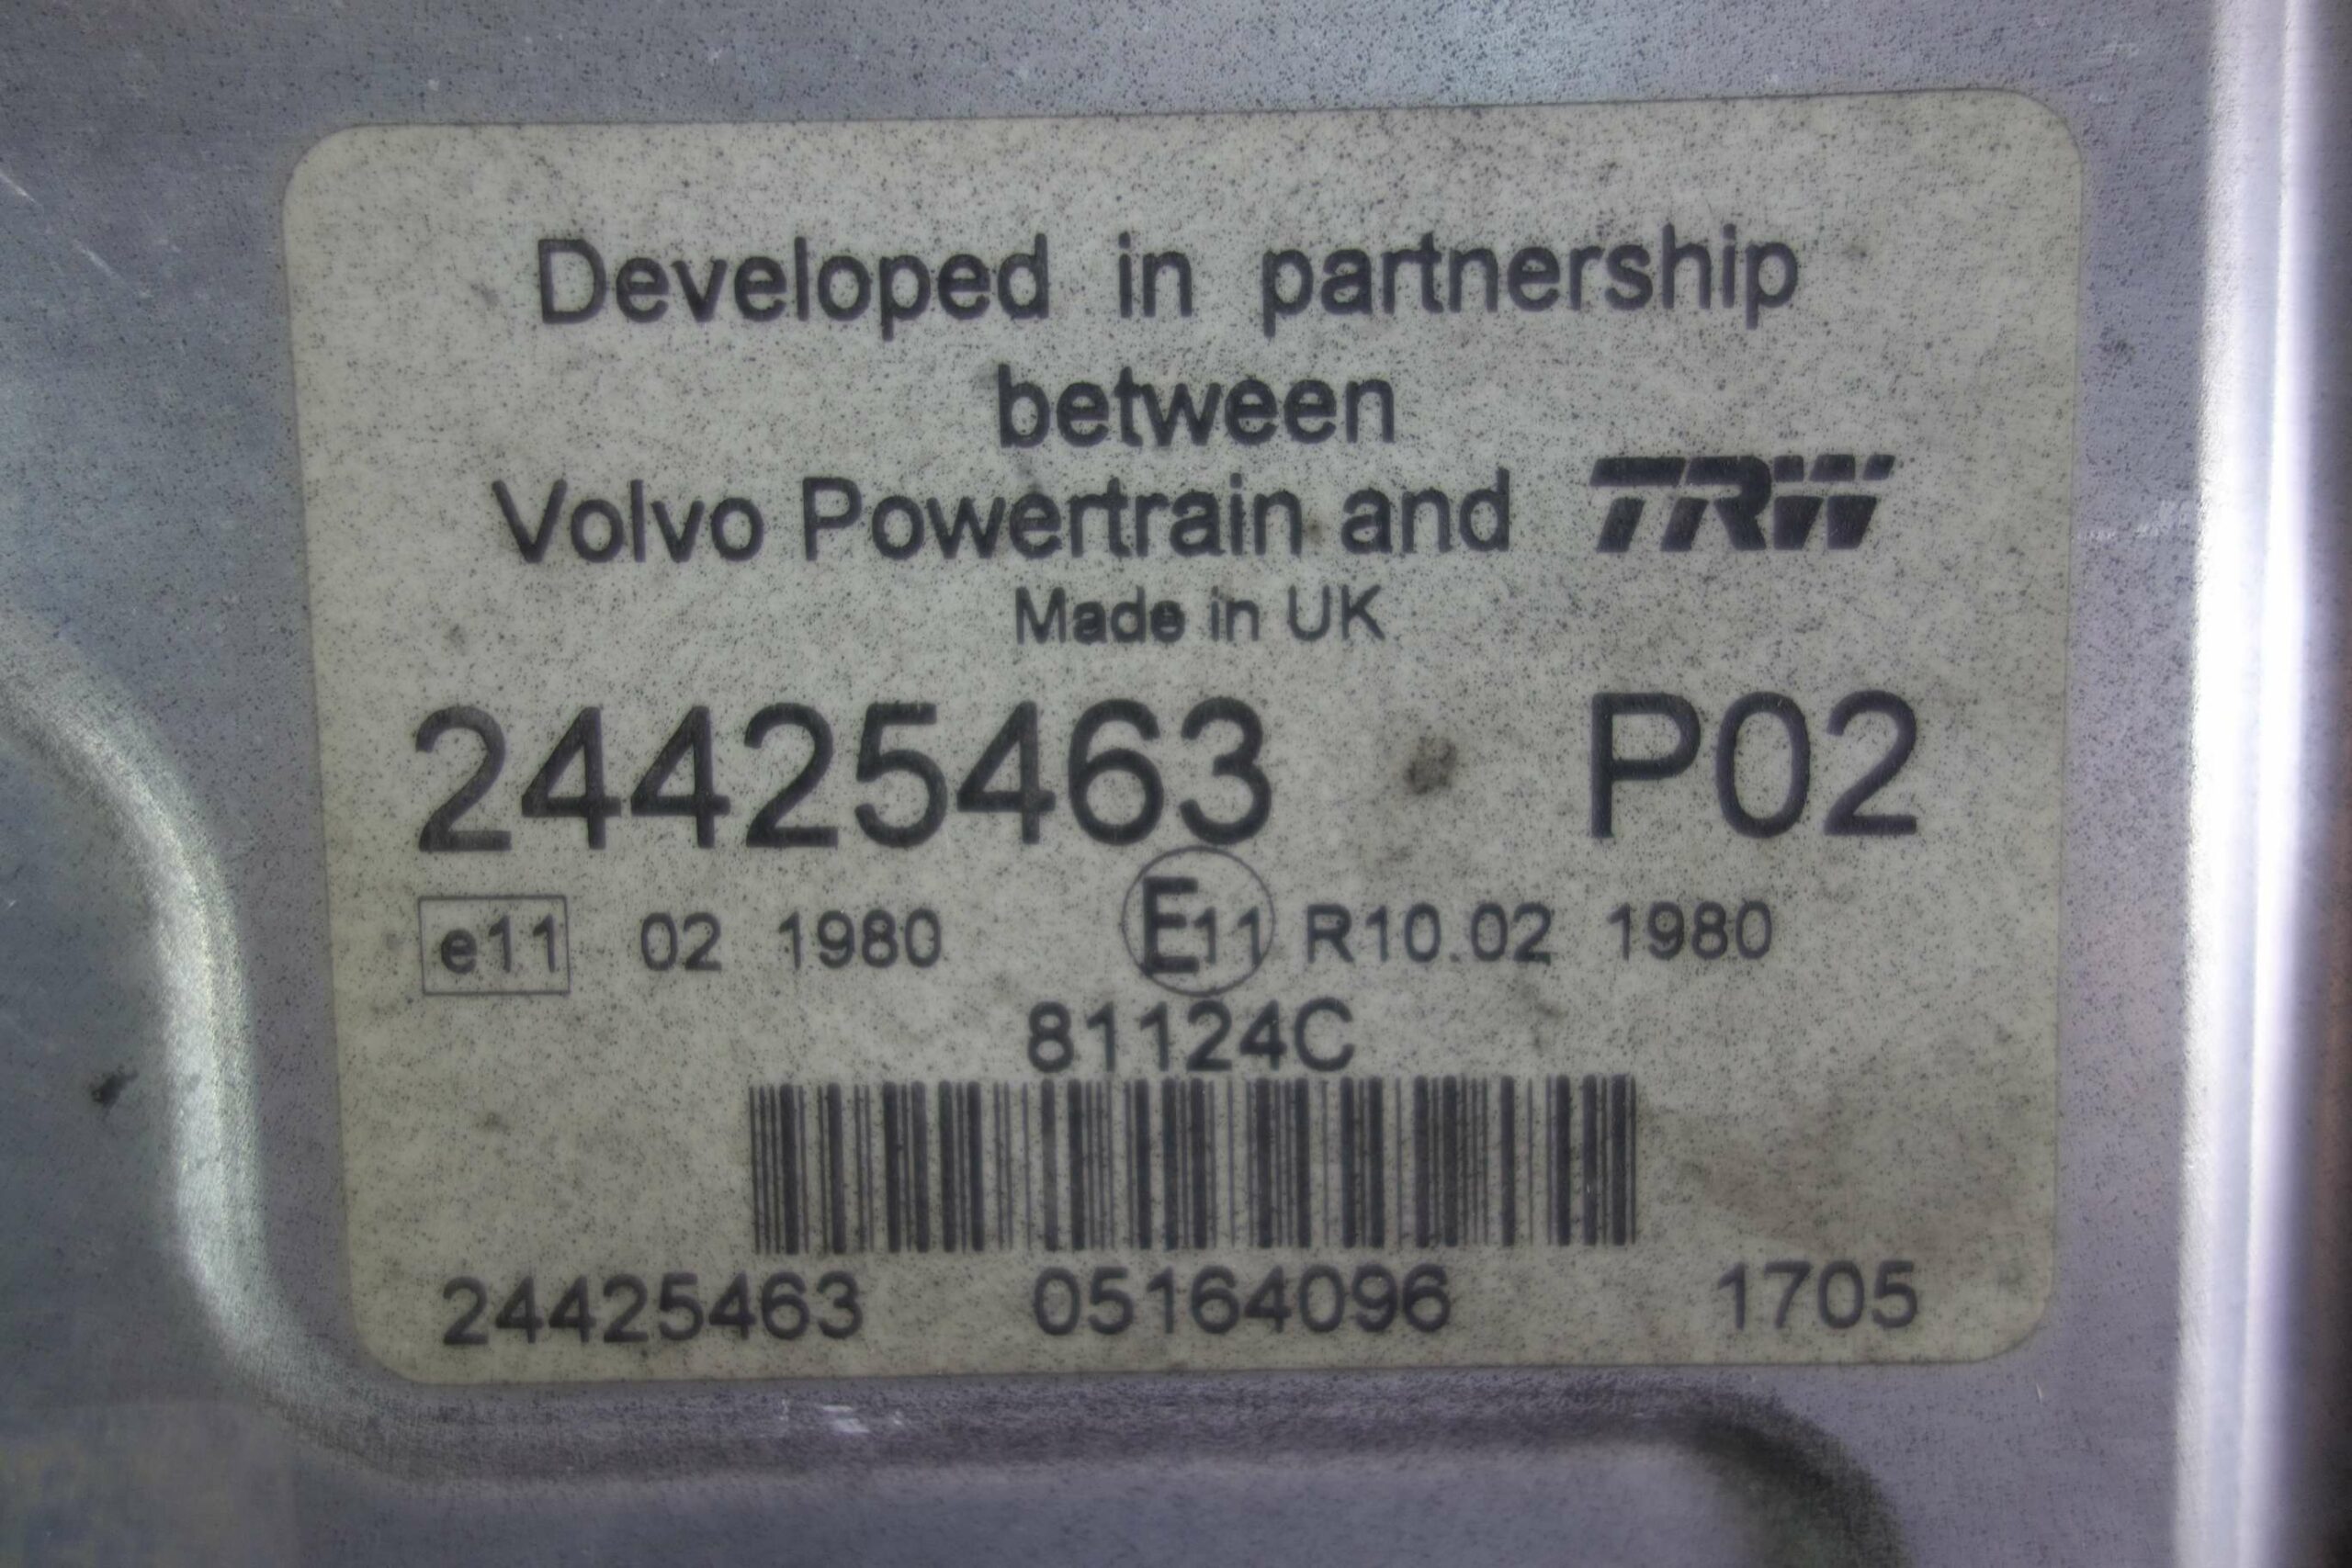 Developed in partnership
between
Volvo Powertrain and TRW
Made in UK
24425463 P02
e11 02 1980 E11 R10.02 1980
81124C
24425463 05164096 1705